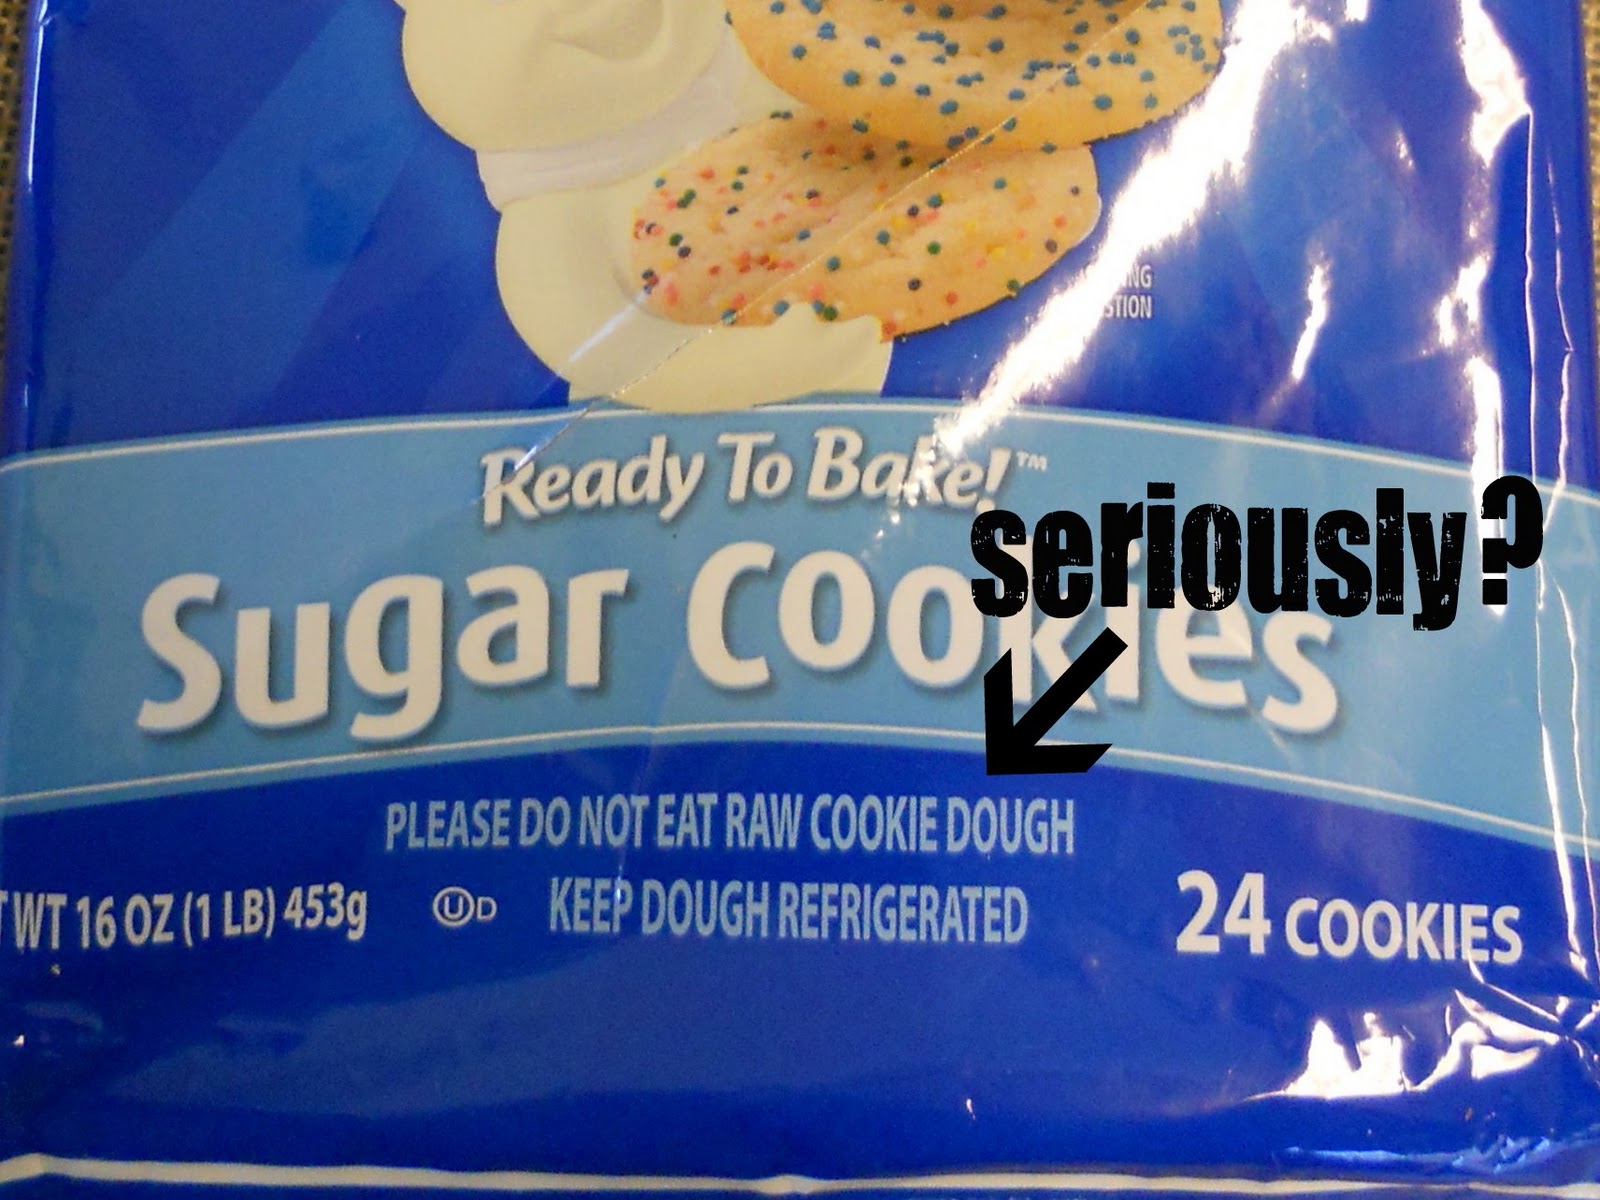 Ready To Bake!™
seriously?
Sugar Cookies
PLEASE DO NOT EAT RAW COOKIE DOUGH
WT 16 OZ (1 LB) 453g
Ⓤ D
KEEP DOUGH REFRIGERATED
24 COOKIES